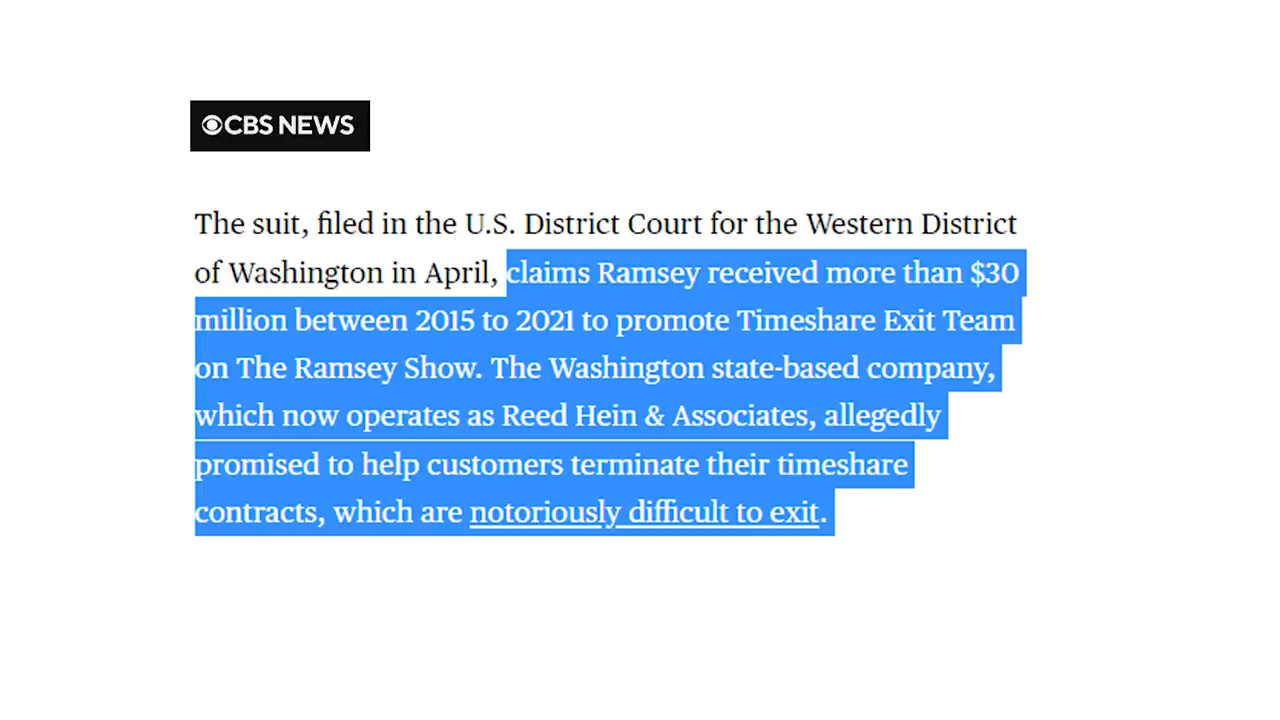 CBS NEWS
The suit, filed in the U.S. District Court for the Western District
of Washington in April, claims Ramsey received more than $30
million between 2015 to 2021 to promote Timeshare Exit Team
on The Ramsey Show. The Washington state-based company,
which now operates as Reed Hein & Associates, allegedly
promised to help customers terminate their timeshare
contracts, which are notoriously difficult to exit.